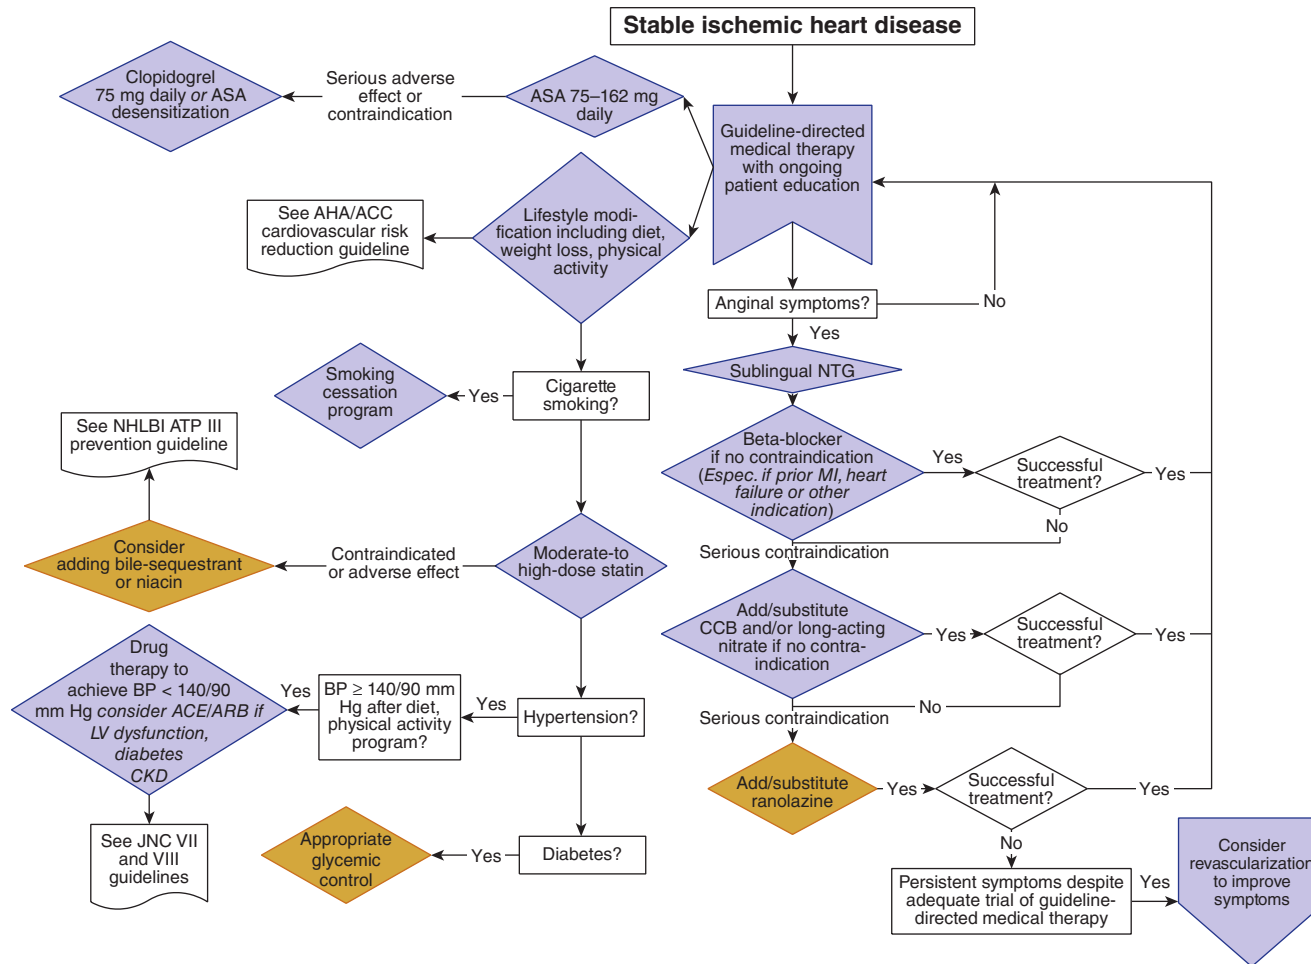 Stable ischemic heart disease
Clopidogrel
75 mg daily or ASA
desensitization
Serious adverse
effect or
contraindication
ASA 75–162 mg
daily
Guideline-directed
medical therapy
with ongoing
patient education
See AHA/ACC
cardiovascular risk
reduction guideline
Lifestyle modi-
fication including diet,
weight loss, physical
activity
Anginal symptoms?
No
Yes
Sublingual NTG
Smoking
cessation
program
Yes
Cigarette
smoking?
See NHLBI ATP III
prevention guideline
Beta-blocker
if no contraindication
(Espec. if prior MI, heart
failure or other
indication)
Yes
Successful
treatment?
Yes
No
Serious contraindication
Consider
adding bile-sequestrant
or niacin
Contraindicated
or adverse effect
Moderate-to
high-dose statin
Add/substitute
CCB and/or long-acting
nitrate if no contra-
indication
Yes
Successful
treatment?
Yes
No
Serious contraindication
Drug
therapy to
achieve BP < 140/90
mm Hg consider ACE/ARB if
LV dysfunction,
diabetes
CKD
Yes
BP ≥ 140/90 mm
Hg after diet,
physical activity
program?
Yes
Hypertension?
Add/substitute
ranolazine
Yes
Successful
treatment?
Yes
No
See JNC VII
and VIII
guidelines
Appropriate
glycemic
control
Yes
Diabetes?
Persistent symptoms despite
adequate trial of guideline-
directed medical therapy
Yes
Consider
revascularization
to improve
symptoms